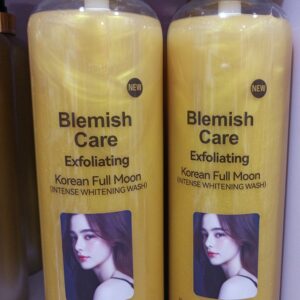 NEW
Blemish
Care
Exfoliating
Korean Full Moon
(INTENSE WHITENING WASH)
NEW
Blemish
Care
Exfoliating
Korean Full Moon
(INTENSE WHITENING WASH)